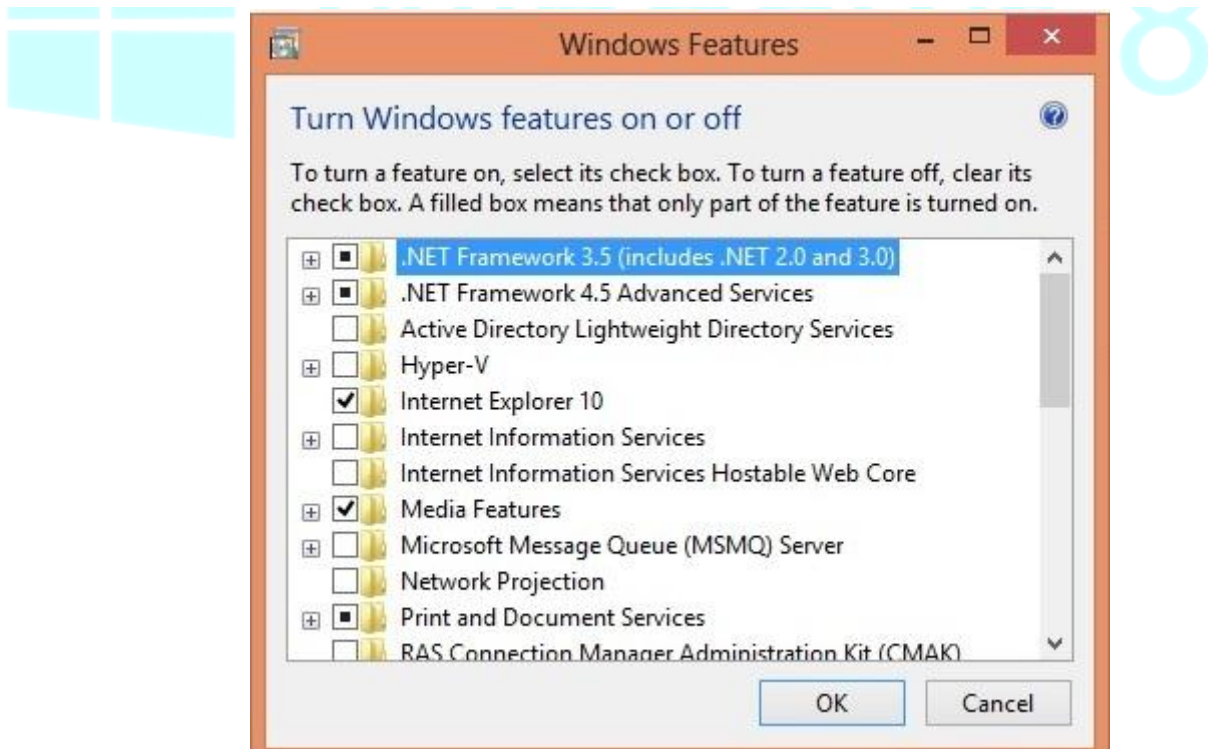 Windows Features
Turn Windows features on or off
To turn a feature on, select its check box. To turn a feature off, clear its
check box. A filled box means that only part of the feature is turned on.
.NET Framework 3.5 (includes .NET 2.0 and 3.0)
.NET Framework 4.5 Advanced Services
Active Directory Lightweight Directory Services
Hyper-V
Internet Explorer 10
Internet Information Services
Internet Information Services Hostable Web Core
Media Features
Microsoft Message Queue (MSMQ) Server
Network Projection
Print and Document Services
RAS Connection Manager Administration Kit (CMAK)
OK
Cancel